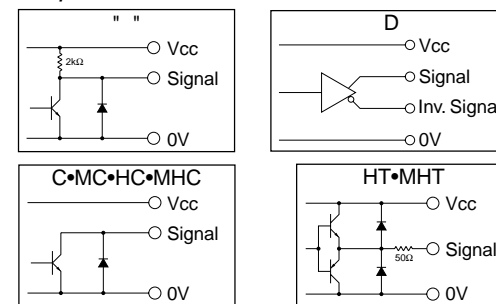 " "
Vcc
2kΩ
Signal
0V
D
Vcc
Signal
Inv. Signal
0V
C•MC•HC•MHC
Vcc
Signal
0V
HT•MHT
Vcc
50Ω
Signal
0V